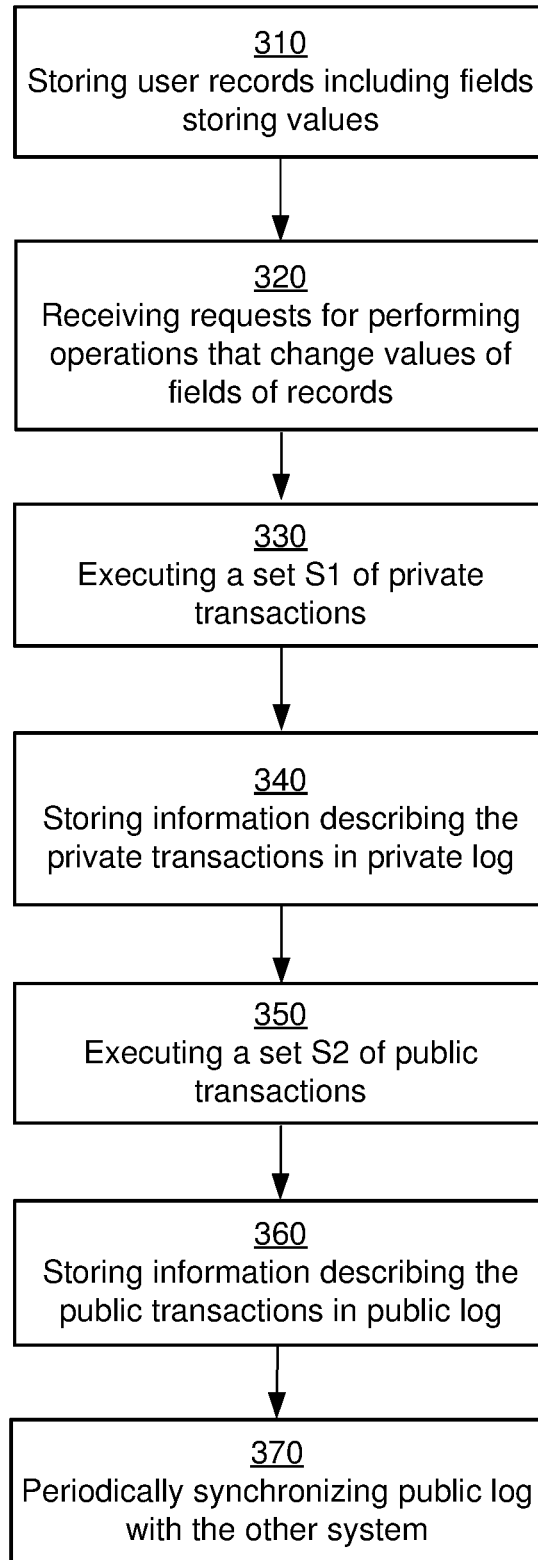 310
Storing user records including fields
storing values
320
Receiving requests for performing
operations that change values of
fields of records
330
Executing a set S1 of private
transactions
340
Storing information describing the
private transactions in private log
350
Executing a set S2 of public
transactions
360
Storing information describing the
public transactions in public log
370
Periodically synchronizing public log
with the other system